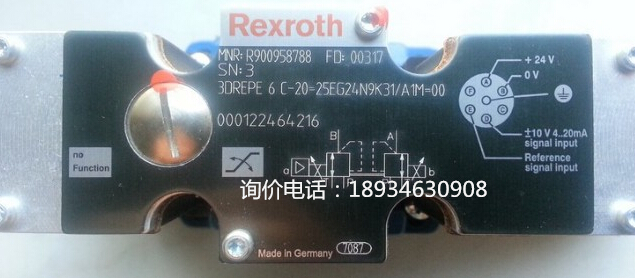 Rexroth
MNR: R900958788 FD: 00317
SN: 3
3DREPE 6 C-20=25EG24N9K31/A1M=00
000122464216
no
Function
B
A
a
b
P
+ 24 V
0 V
A
B
C
D
E
F
±10 V 4..20mA
signal input
Reference
signal input
询价电话：18934630908
Made in Germany
7087